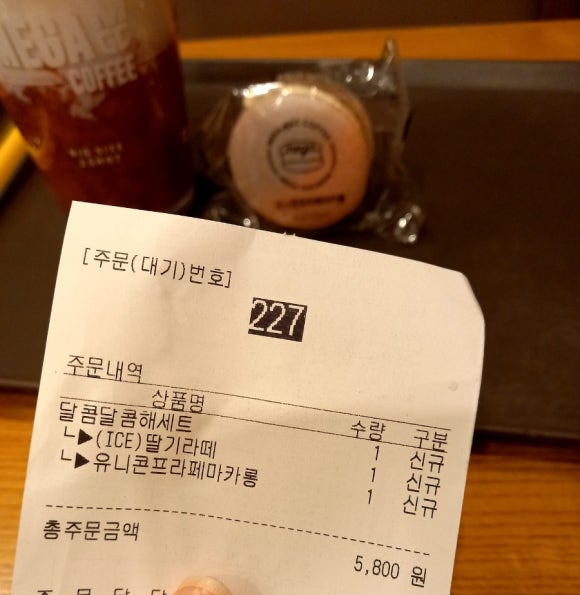 MEGA
COFFEE
[주문(대기)번호]
227
주문내역
상품명 수량 구분
달콤달콤해세트 1 신규
└▶(ICE)딸기라떼 1 신규
└▶유니콘프라페마카롱 1 신규
총주문금액
5,800 원